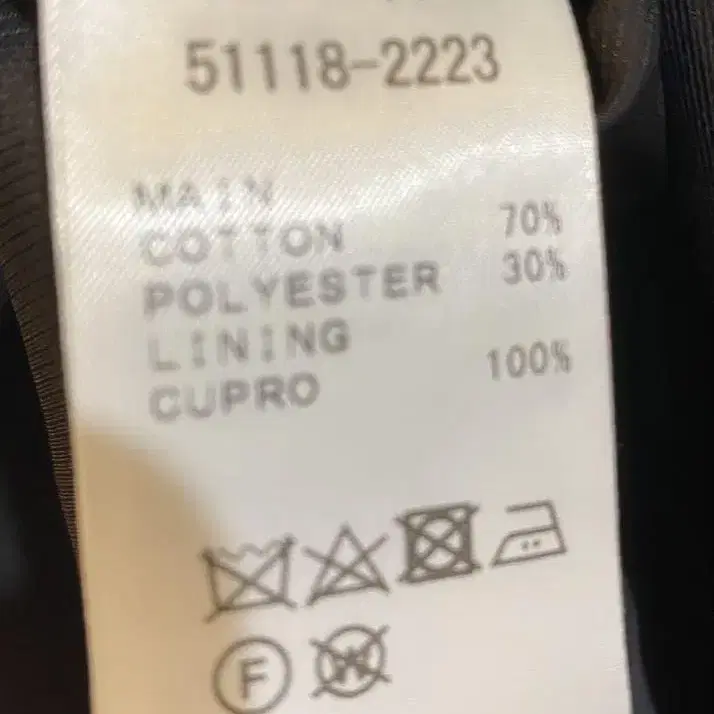 51118-2223
MAIN
COTTON 70%
POLYESTER 30%
LINING
CUPRO 100%
F
W